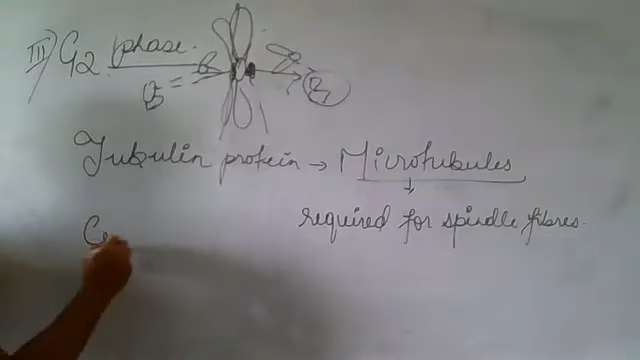 III) G2 phase.
Tubulin protein → Microtubules
↓
required for spindle fibres.